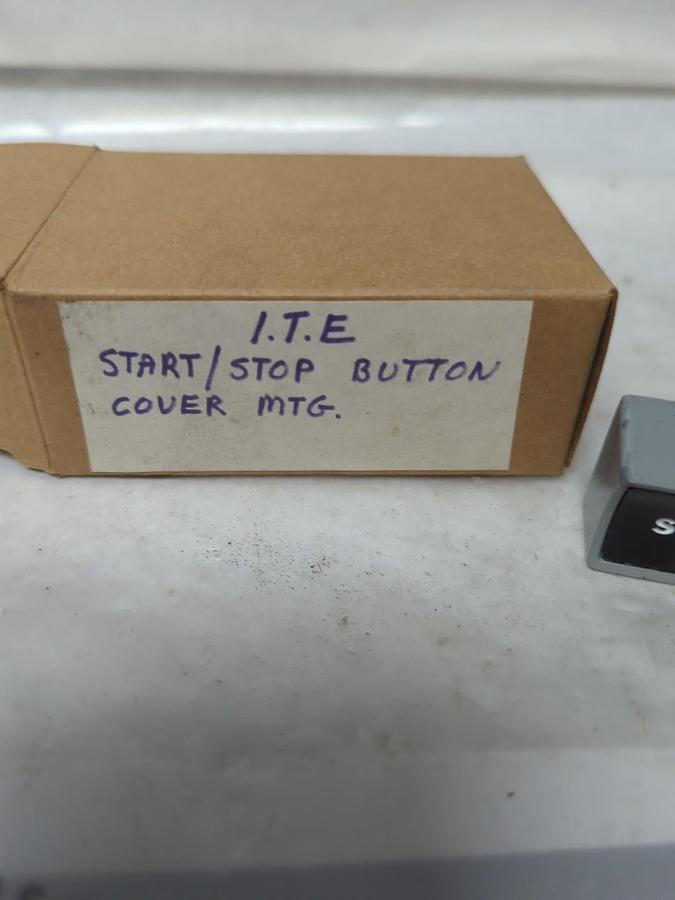 I.T.E
START/STOP BUTTON
COVER MTG.
S